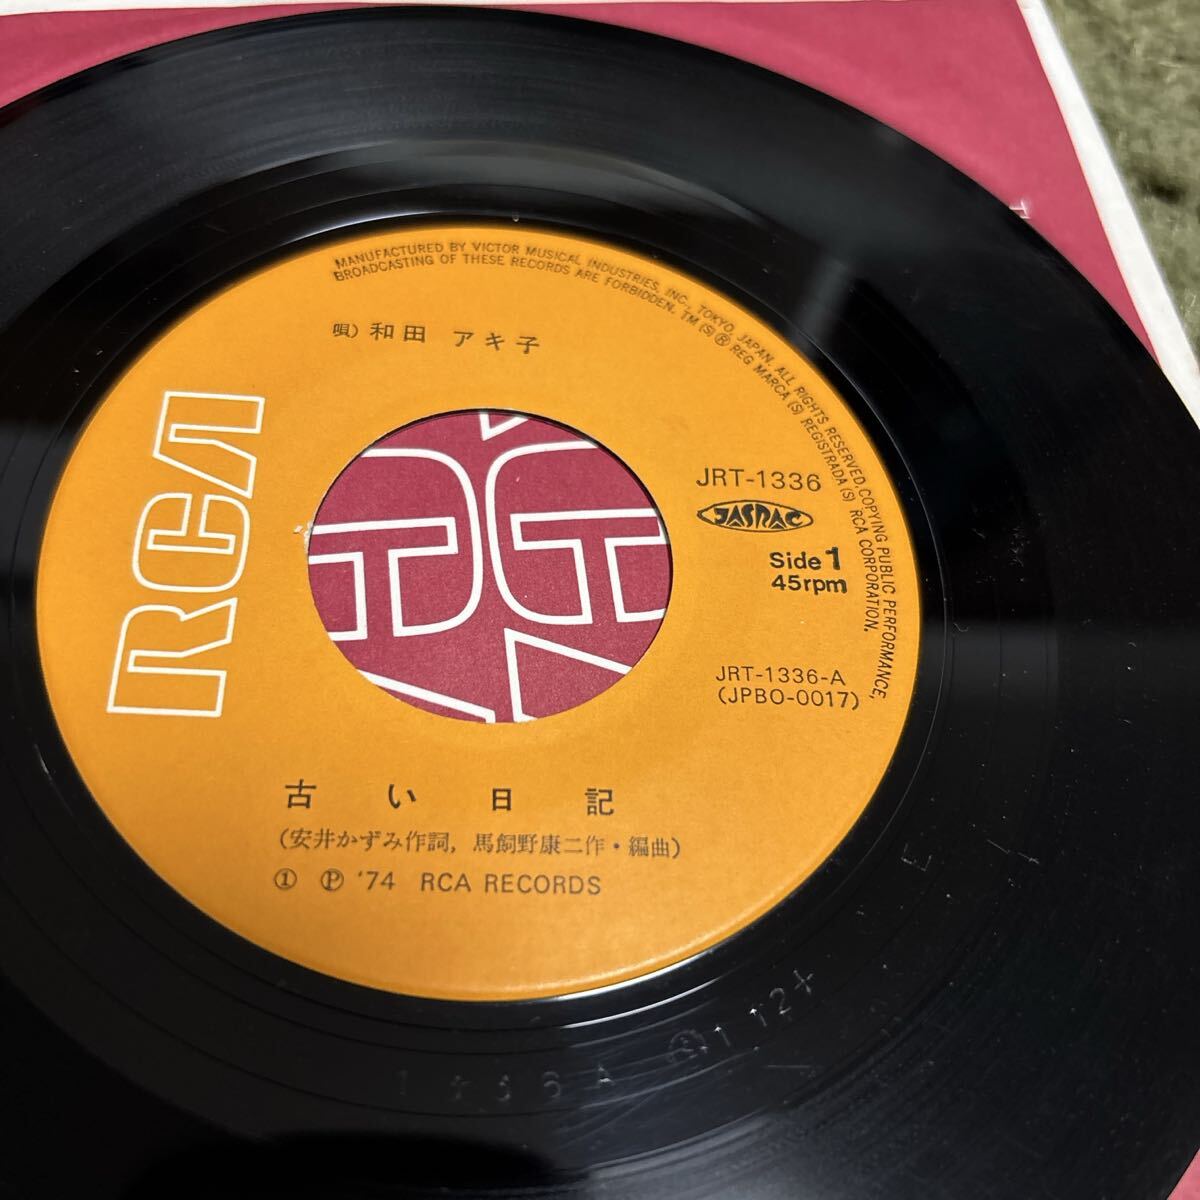 MANUFACTURED BY VICTOR MUSICAL INDUSTRIES, INC., TOKYO, JAPAN. ALL RIGHTS RESERVED. COPYING PUBLIC PERFORMANCE,
BROADCASTING OF THESE RECORDS ARE FORBIDDEN. TM (S) ® REG MARCA (S) REGISTRADA (S) RCA CORPORATION.
唄) 和田 アキ子
RCA
JRT-1336
JASRAC
Side 1
45rpm
JRT-1336-A
(JPBO-0017)
古い日記
(安井かずみ作詞, 馬飼野康二作・編曲)
① Ⓟ '74 RCA RECORDS